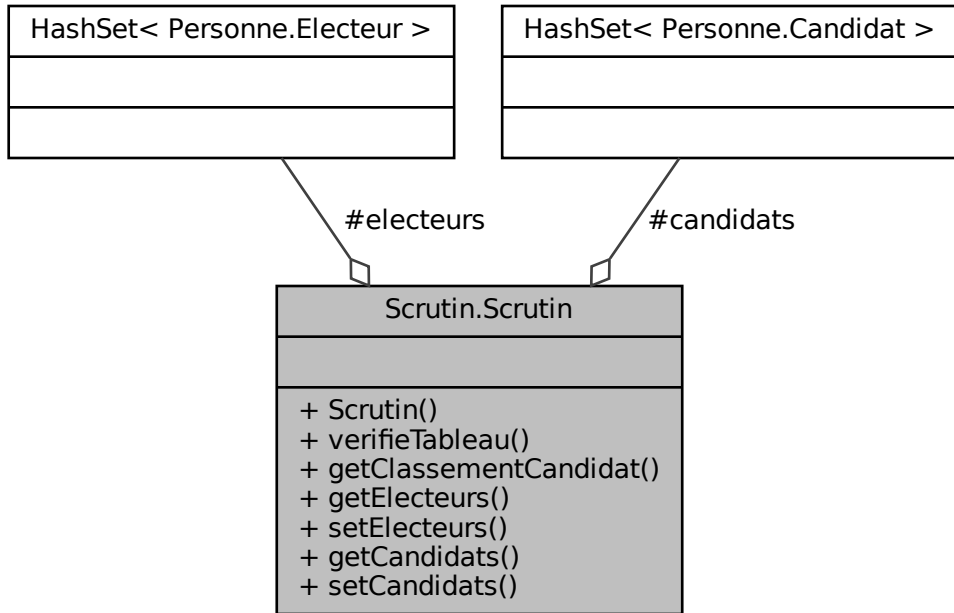 HashSet< Personne.Electeur >
HashSet< Personne.Candidat >
#electeurs
#candidats
Scrutin.Scrutin
+ Scrutin()
+ verifieTableau()
+ getClassementCandidat()
+ getElecteurs()
+ setElecteurs()
+ getCandidats()
+ setCandidats()